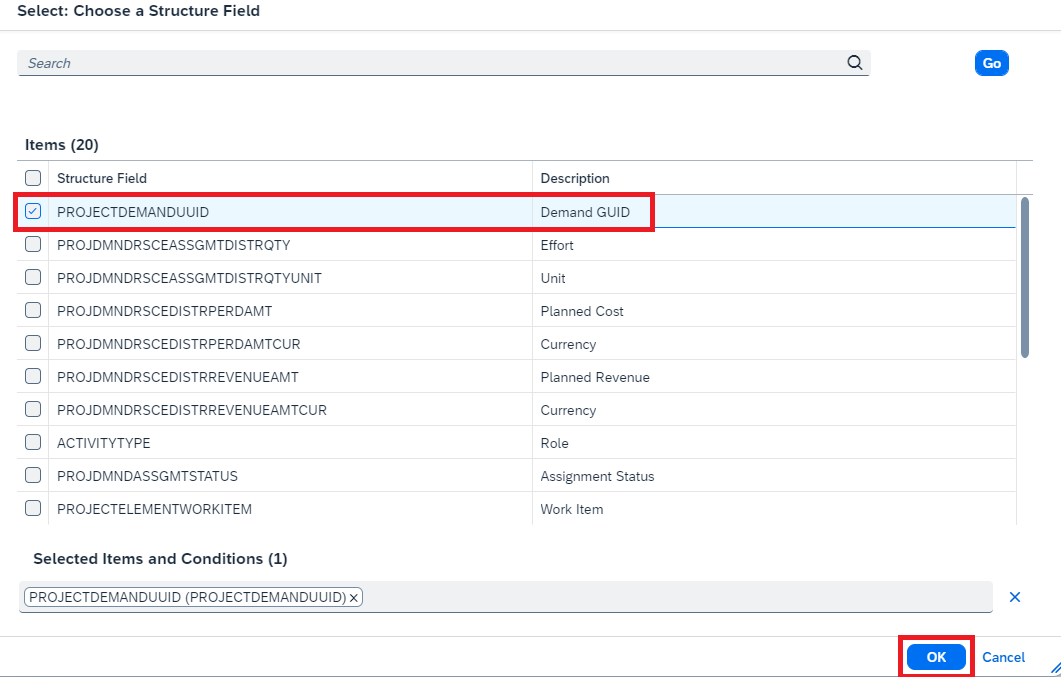 Select: Choose a Structure Field
Search
Go
Items (20)
Structure Field Description
PROJECTDEMANDUUID Demand GUID
PROJDMNDRSCEASSGMTDISTRQTY Effort
PROJDMNDRSCEASSGMTDISTRQTYUNIT Unit
PROJDMNDRSCEDISTRPERDAMT Planned Cost
PROJDMNDRSCEDISTRPERDAMTCUR Currency
PROJDMNDRSCEDISTRREVENUEAMT Planned Revenue
PROJDMNDRSCEDISTRREVENUEAMTCUR Currency
ACTIVITYTYPE Role
PROJDMNDASSGMTSTATUS Assignment Status
PROJECTELEMENTWORKITEM Work Item
Selected Items and Conditions (1)
PROJECTDEMANDUUID (PROJECTDEMANDUUID)
OK Cancel